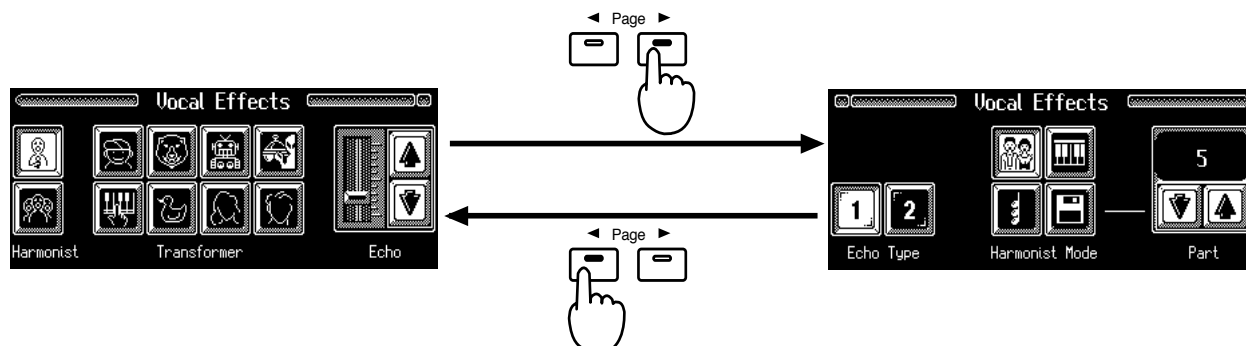 ◄ Page ►
Vocal Effects
Harmonist Transformer Echo
Vocal Effects
5
1 2
Echo Type Harmonist Mode Part
◄ Page ►